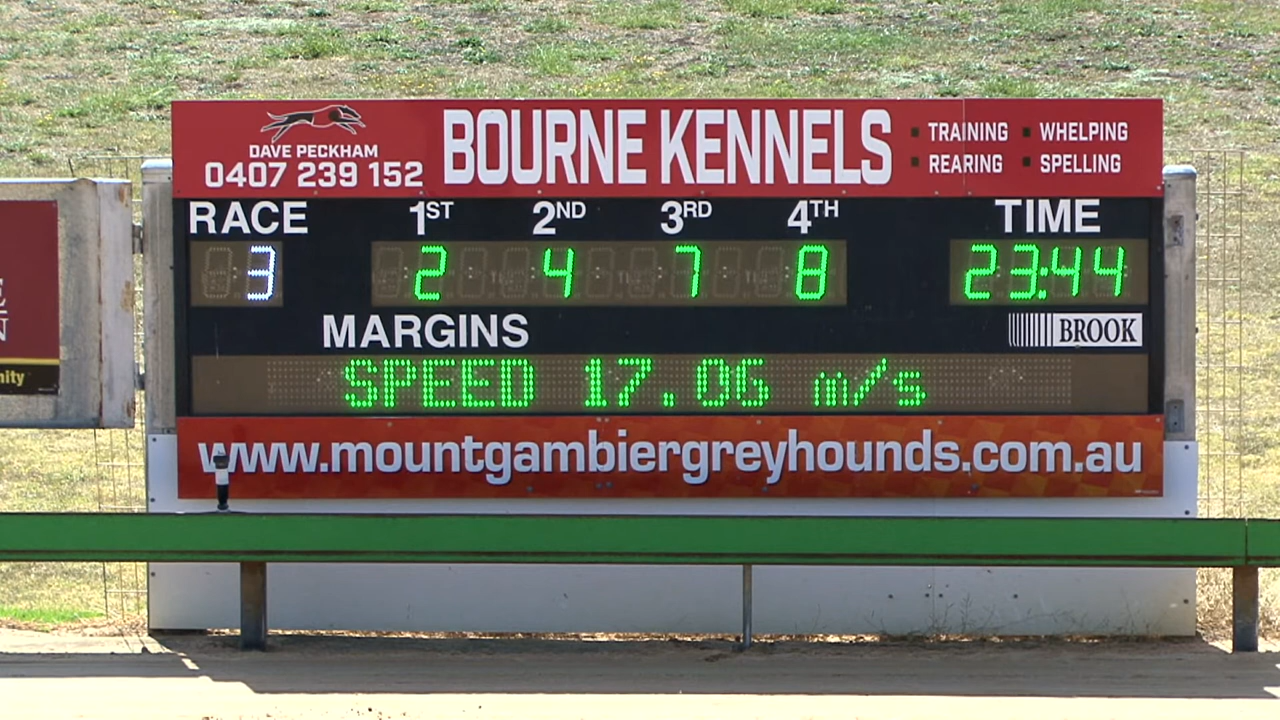 DAVE PECKHAM
0407 239 152
BOURNE KENNELS
TRAINING WHELPING
REARING SPELLING
RACE 1ST 2ND 3RD 4TH TIME
3 2 4 7 8 23:44
MARGINS
BROOK
SPEED 17.06 m/s
www.mountgambiergreyhounds.com.au
E
N
nity